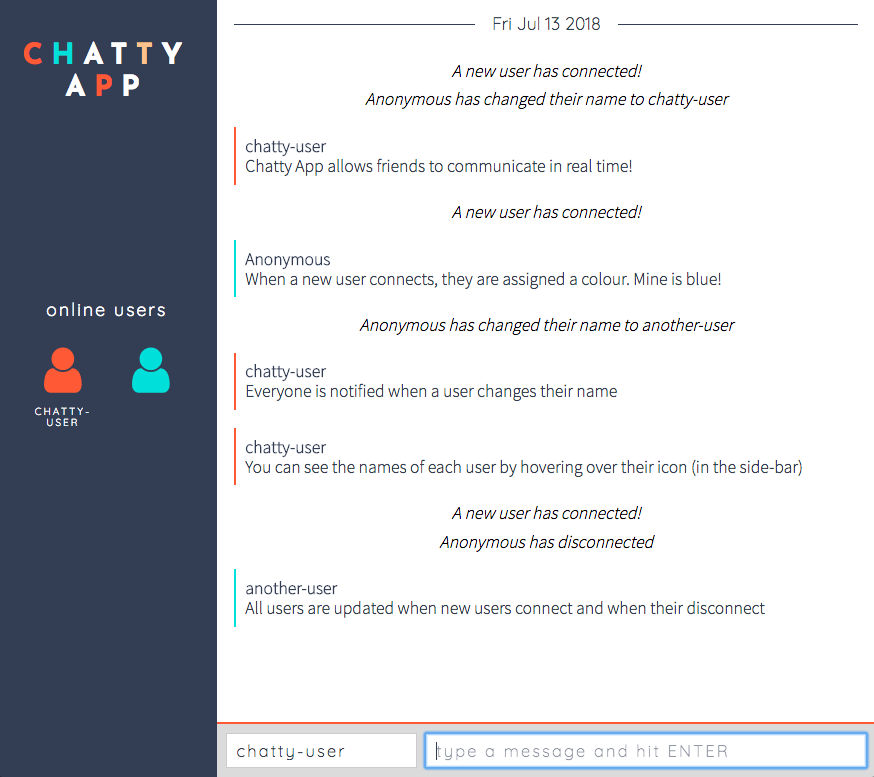 CHATTY
APP
online users
CHATTY-
USER
Fri Jul 13 2018
A new user has connected!
Anonymous has changed their name to chatty-user
chatty-user
Chatty App allows friends to communicate in real time!
A new user has connected!
Anonymous
When a new user connects, they are assigned a colour. Mine is blue!
Anonymous has changed their name to another-user
chatty-user
Everyone is notified when a user changes their name
chatty-user
You can see the names of each user by hovering over their icon (in the side-bar)
A new user has connected!
Anonymous has disconnected
another-user
All users are updated when new users connect and when their disconnect
chatty-user
type a message and hit ENTER